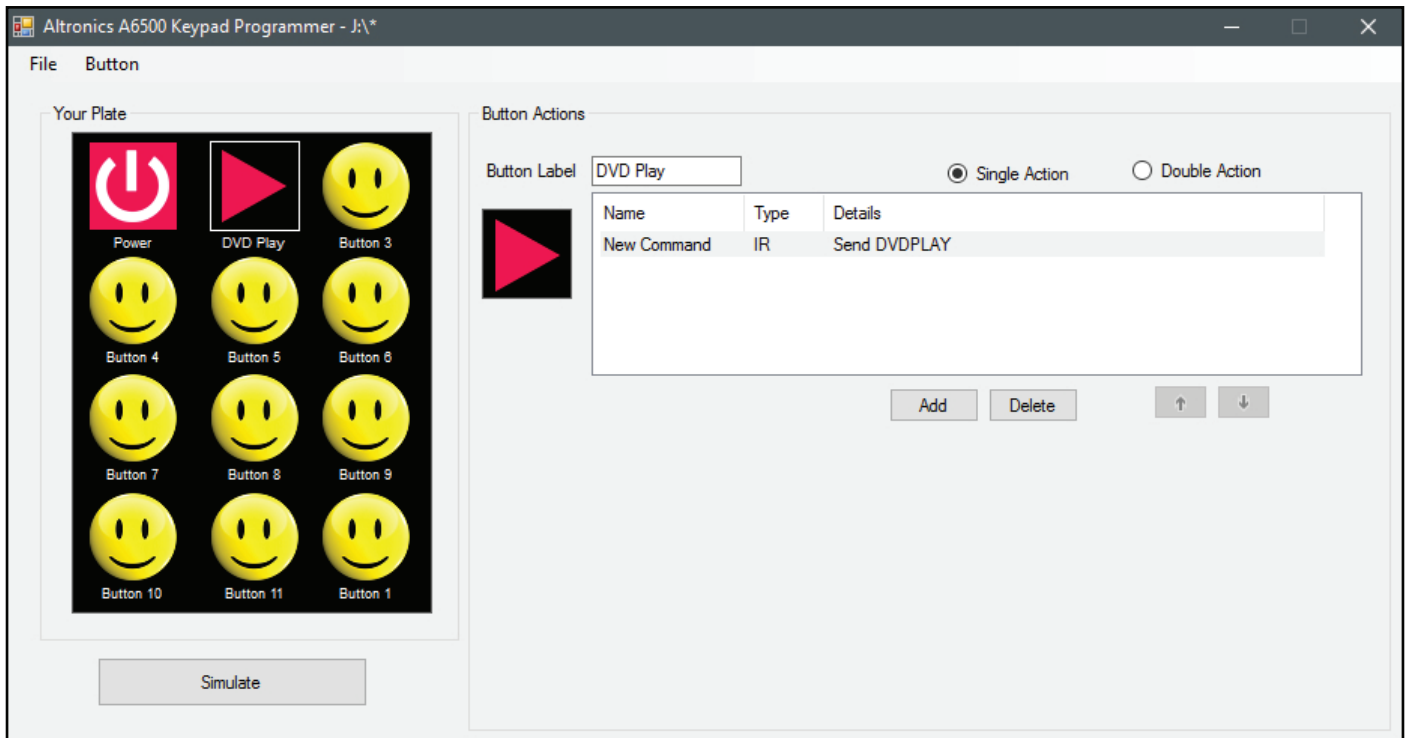 Altronics A6500 Keypad Programmer - J:\*
File Button
Your Plate
Power DVD Play Button 3
Button 4 Button 5 Button 6
Button 7 Button 8 Button 9
Button 10 Button 11 Button 1
Simulate
Button Actions
Button Label DVD Play Single Action Double Action
Name Type Details
New Command IR Send DVDPLAY
Add Delete